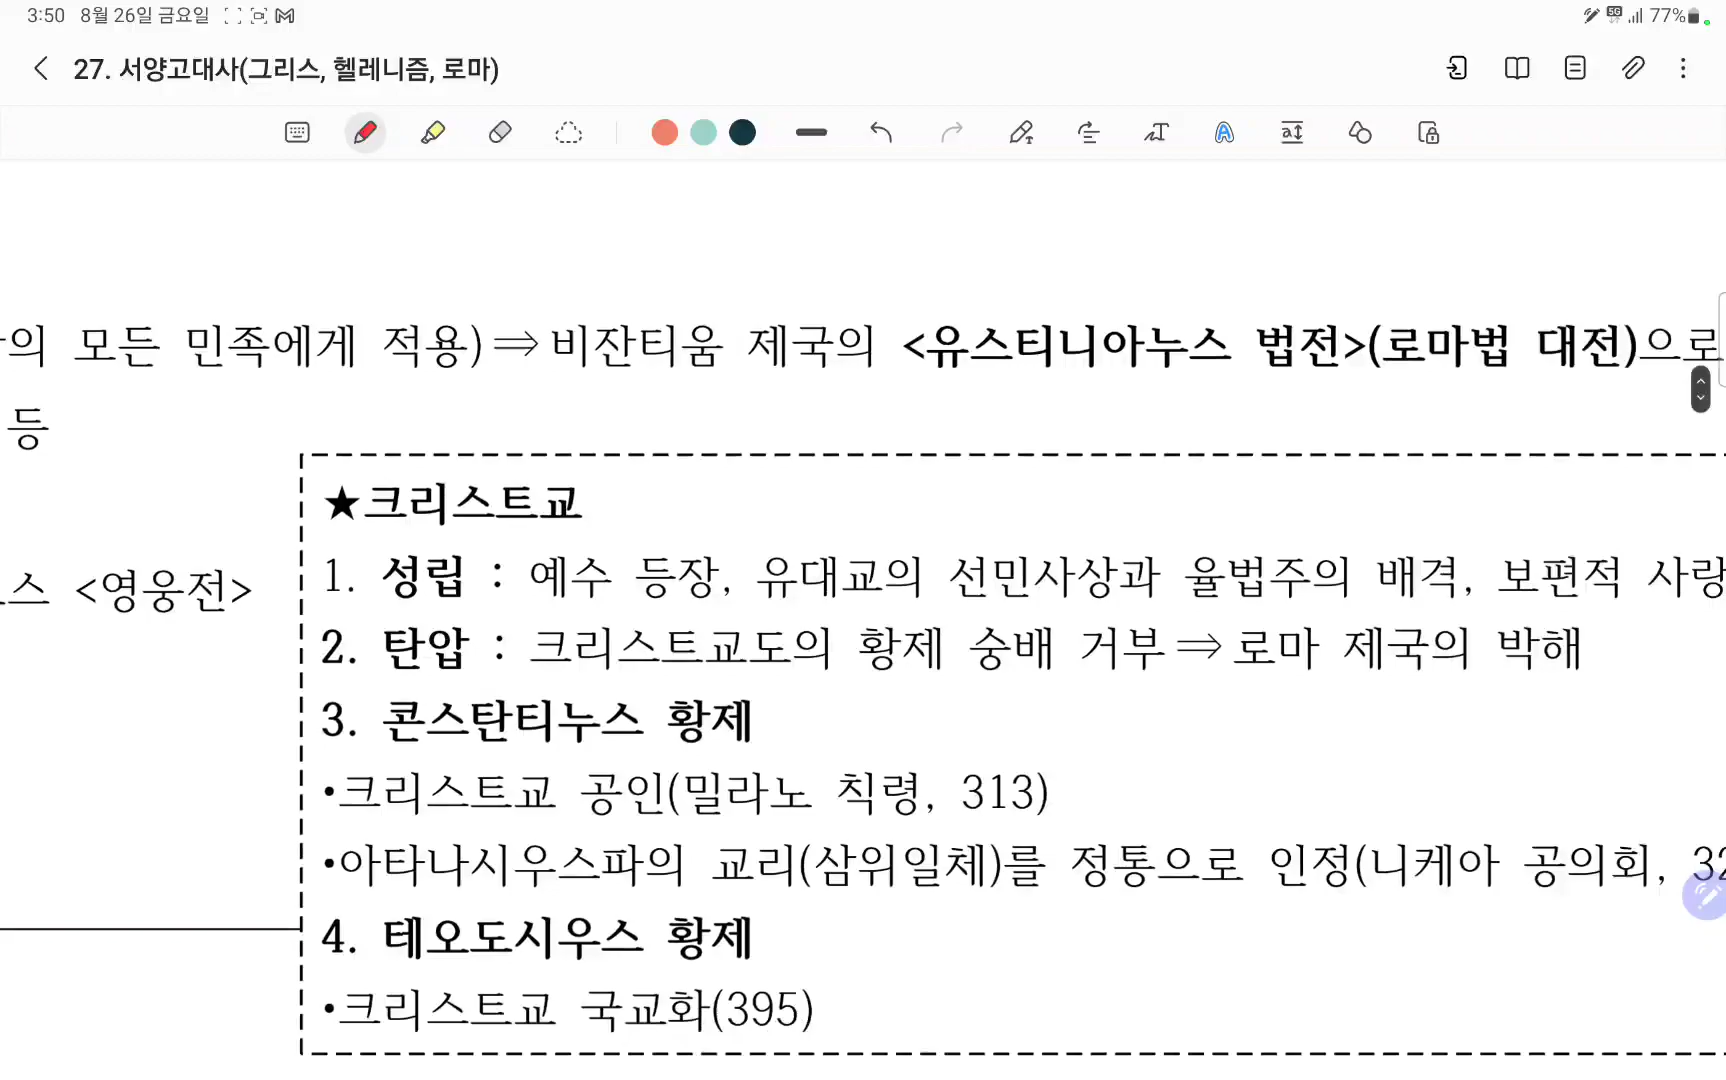 3:50 8월 26일 금요일
5G 77%
27. 서양고대사(그리스, 헬레니즘, 로마)
의 모든 민족에게 적용)⇒비잔티움 제국의 <유스티니아누스 법전>(로마법 대전)으로
등
★크리스트교
1. 성립 : 예수 등장, 유대교의 선민사상과 율법주의 배격, 보편적 사랑
스 <영웅전>
2. 탄압 : 크리스트교도의 황제 숭배 거부⇒로마 제국의 박해
3. 콘스탄티누스 황제
•크리스트교 공인(밀라노 칙령, 313)
•아타나시우스파의 교리(삼위일체)를 정통으로 인정(니케아 공의회, 32
4. 테오도시우스 황제
•크리스트교 국교화(395)